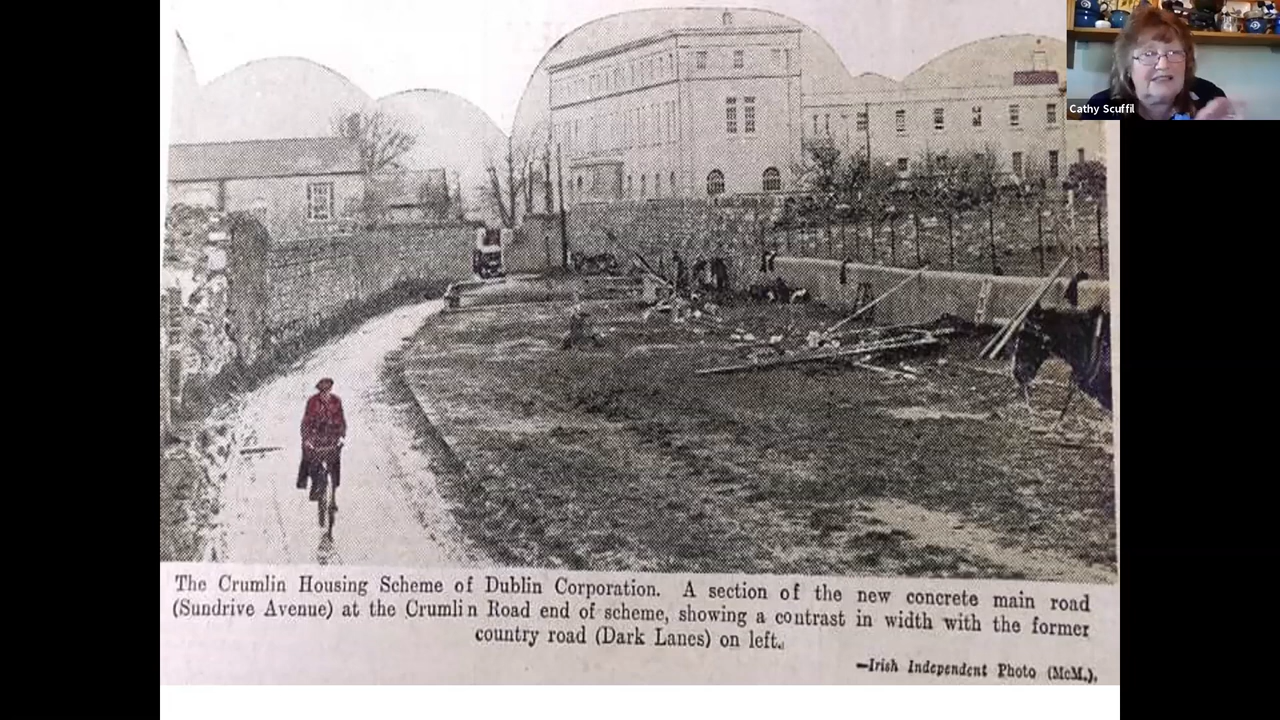 Cathy Scuffil
The Crumlin Housing Scheme of Dublin Corporation. A section of the new concrete main road
(Sundrive Avenue) at the Crumlin Road end of scheme, showing a contrast in width with the former
country road (Dark Lanes) on left.
—Irish Independent Photo (McM.),